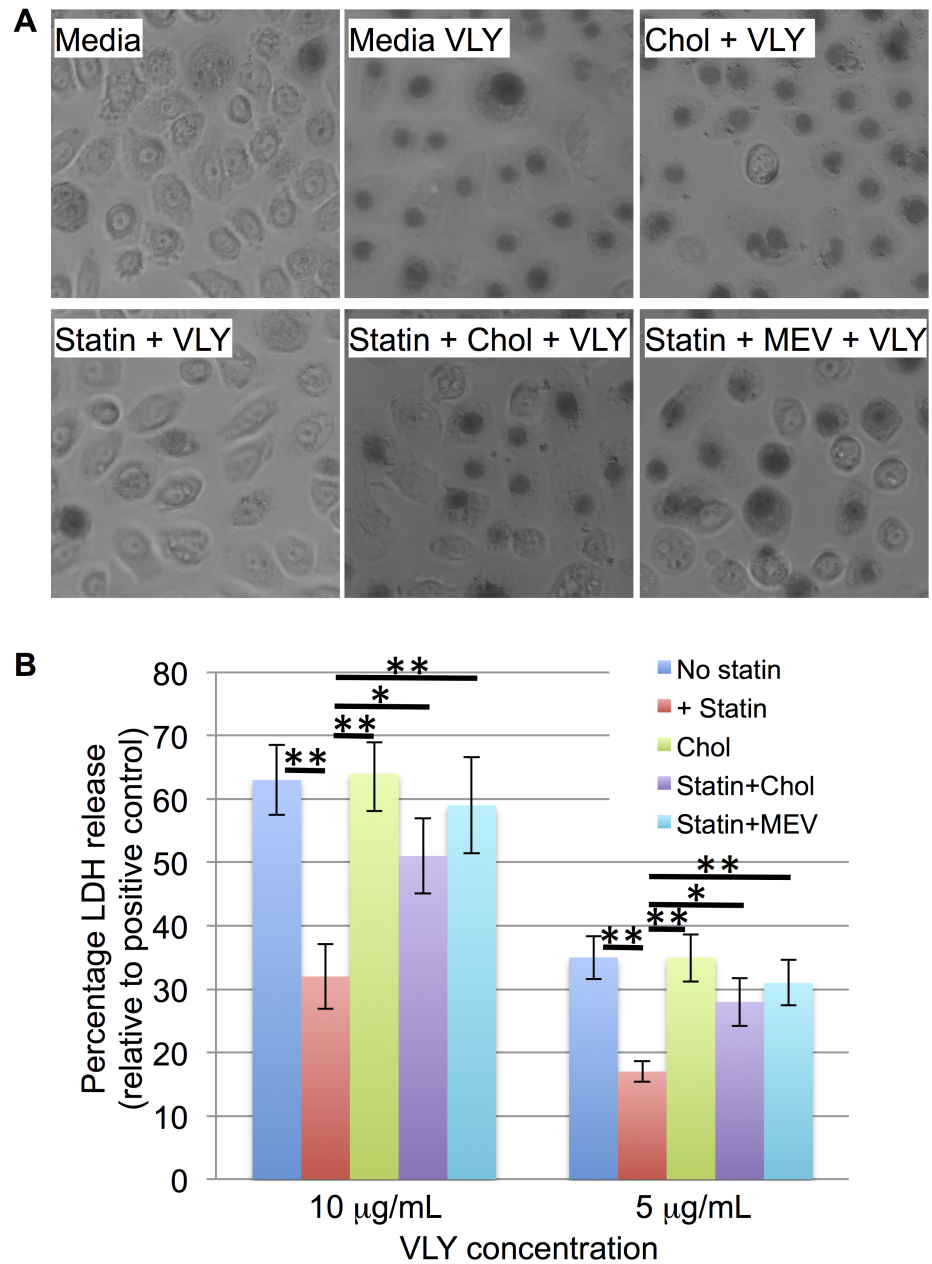 A
Media
Media VLY
Chol + VLY
Statin + VLY
Statin + Chol + VLY
Statin + MEV + VLY
B
Percentage LDH release
(relative to positive control)
80
70
60
50
40
30
20
10
0
**
**
*
**
**
**
*
**
No statin
+ Statin
Chol
Statin+Chol
Statin+MEV
10 μg/mL
5 μg/mL
VLY concentration